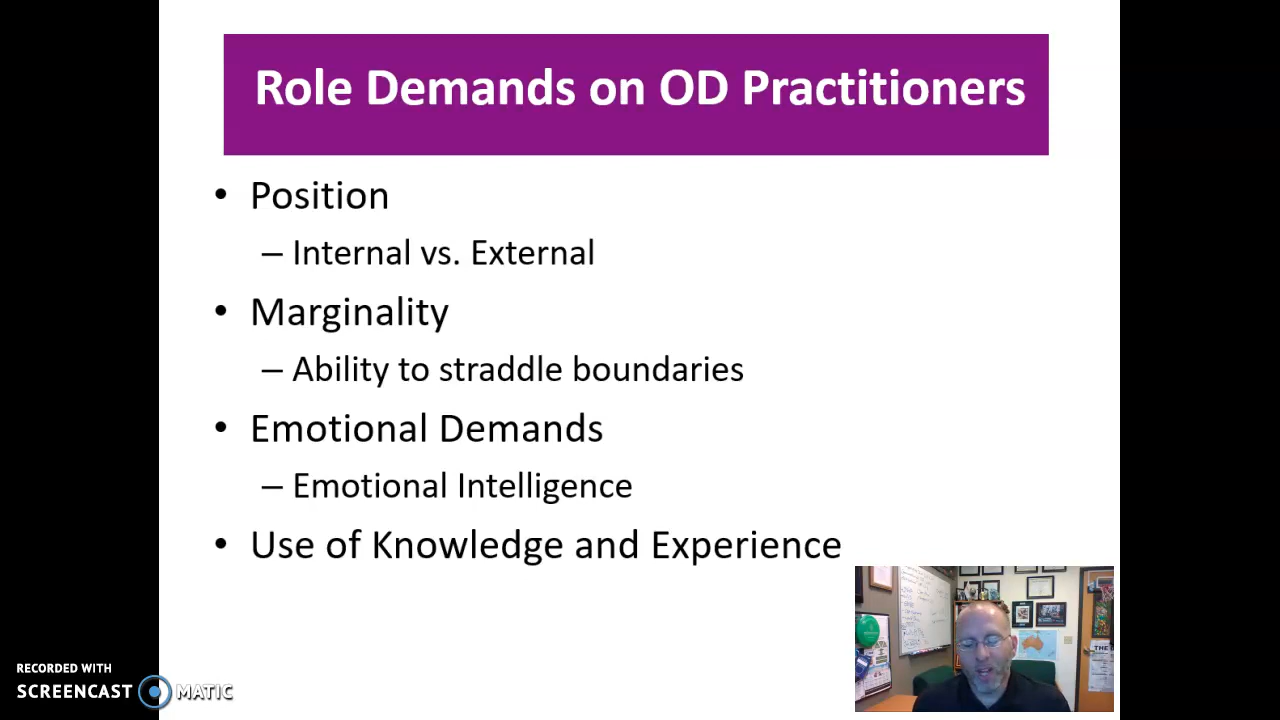 Role Demands on OD Practitioners
• Position
– Internal vs. External
• Marginality
– Ability to straddle boundaries
• Emotional Demands
– Emotional Intelligence
• Use of Knowledge and Experience
THE
RECORDED WITH
SCREENCAST MATIC